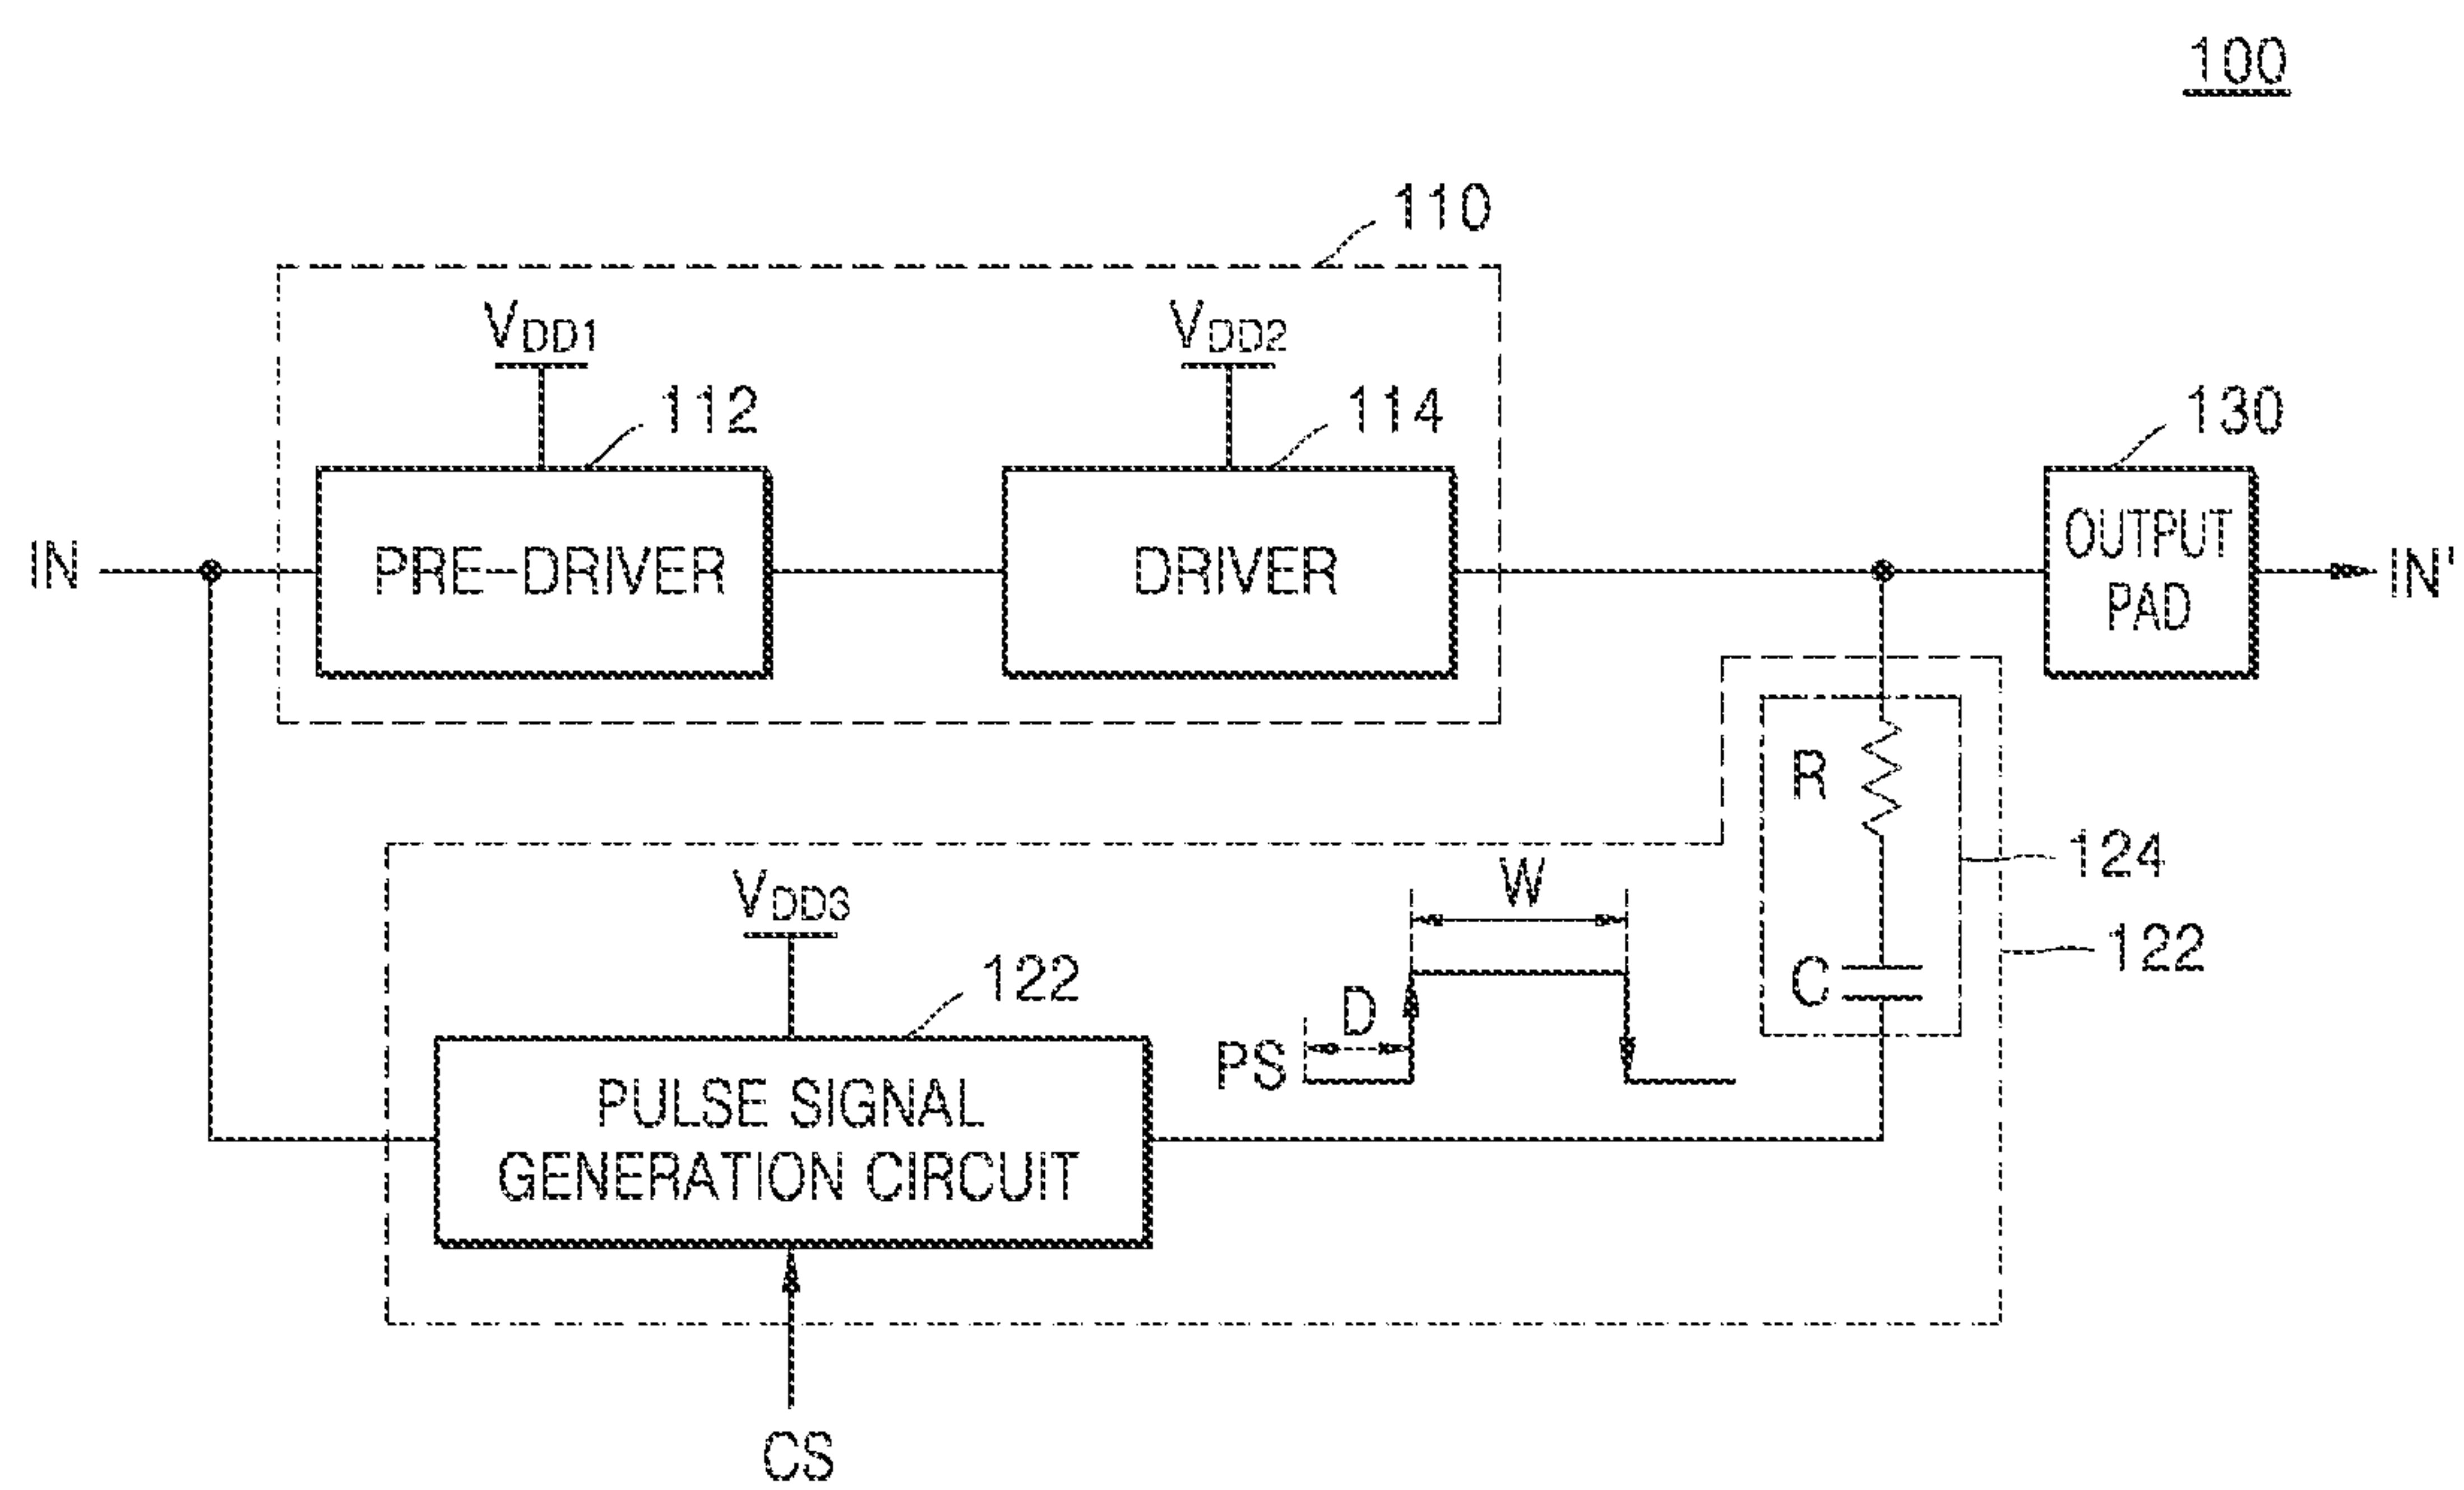 100
110
VDD1
VDD2
112
114
130
IN
PRE-DRIVER
DRIVER
OUTPUT
PAD
IN'
R
124
W
VDD3
122
122
C
D
PS
PULSE SIGNAL
GENERATION CIRCUIT
CS